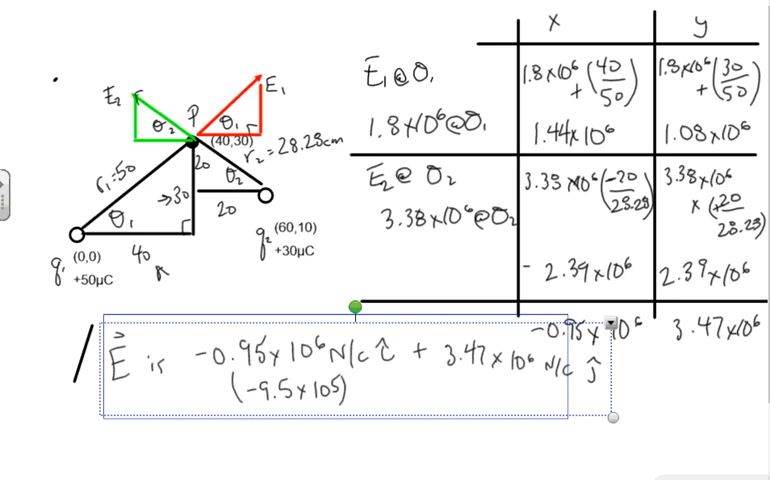 x y
E₂ E₁
P
θ₂ θ₁
(40,30)
r₂ = 28.28cm
r₁=50
20
θ₂
→30
20
θ₁
40
q₁ (0,0)
+50µC
q₂ (60,10)
+30µC
E₁@θ₁ 1.8×10⁶(40/50) 1.8×10⁶(30/50)
+ +
1.8×10⁶@θ₁ 1.44×10⁶ 1.08×10⁶
E₂@ θ₂ 3.38×10⁶(-20/28.28) 3.38×10⁶
3.38×10⁶@θ₂ × (+20/28.28)
- 2.39×10⁶ 2.39×10⁶
-0.95×10⁶ 3.47×10⁶
E⃗ is -0.95×10⁶ N/C î + 3.47×10⁶ N/C ĵ
(-9.5×10⁵)